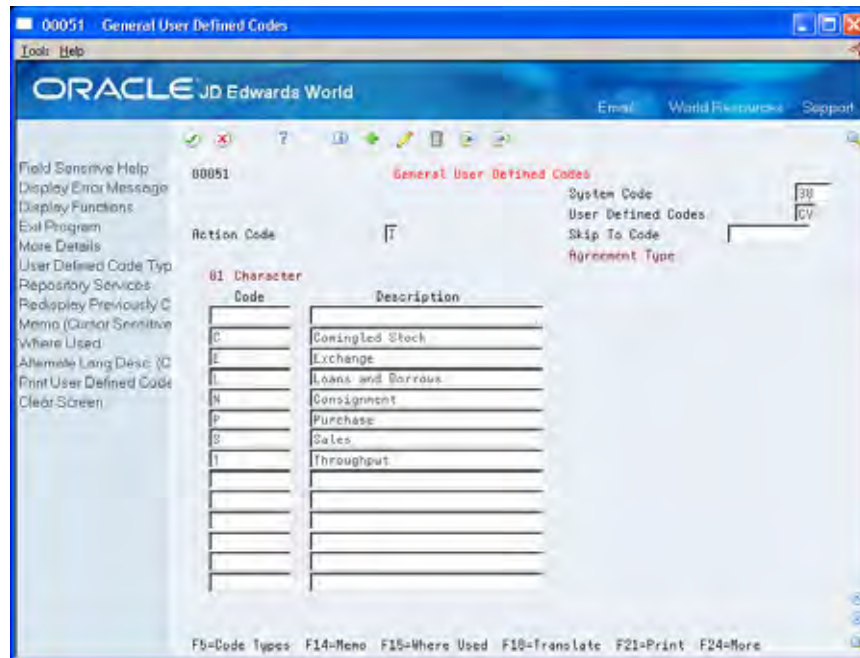 00051 General User Defined Codes
Tools Help
ORACLE JD Edwards World
Email World Resources Support
Field Sensitive Help
Display Error Message
Display Functions
Exit Program
More Details
User Defined Code Typ
Repository Services
Redisplay Previously C
Memo (Cursor Sensitive
Where Used
Alternate Lang Desc (C
Print User Defined Code
Clear Screen
00051 General User Defined Codes
System Code 38
User Defined Codes CV
Action Code I Skip To Code
Agreement Type
01 Character
Code Description
C Comingled Stock
E Exchange
L Loans and Borrows
N Consignment
P Purchase
S Sales
T Throughput
F5=Code Types F14=Memo F15=Where Used F18=Translate F21=Print F24=More